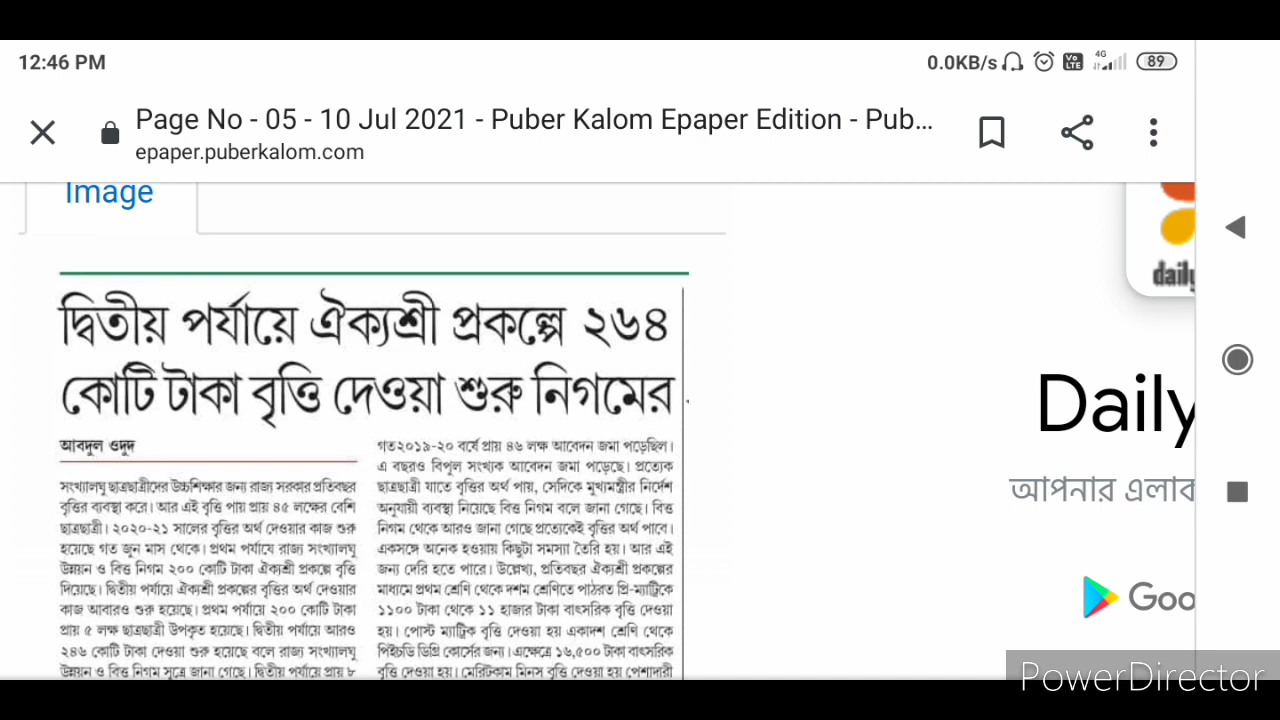 12:46 PM
0.0KB/s
Vo LTE
4G
89
Page No - 05 - 10 Jul 2021 - Puber Kalom Epaper Edition - Pub...
epaper.puberkalom.com
Image
দ্বিতীয় পর্যায়ে ঐক্যশ্রী প্রকল্পে ২৬৪
কোটি টাকা বৃত্তি দেওয়া শুরু নিগমের
আবদুল ওদুদ
সংখ্যালঘু ছাত্রছাত্রীদের উচ্চশিক্ষার জন্য রাজ্য সরকার প্রতিবছর
বৃত্তির ব্যবস্থা করে। আর এই বৃত্তি পায় প্রায় ৪৫ লক্ষের বেশি
ছাত্রছাত্রী। ২০২০-২১ সালের বৃত্তির অর্থ দেওয়ার কাজ শুরু
হয়েছে গত জুন মাস থেকে। প্রথম পর্যাযে রাজ্য সংখ্যালঘু
উন্নয়ন ও বিত্ত নিগম ২০০ কোটি টাকা ঐক্যশ্রী প্রকল্পে বৃত্তি
দিয়েছে। দ্বিতীয় পর্যায়ে ঐক্যশ্রী প্রকল্পের বৃত্তির অর্থ দেওয়ার
কাজ আবারও শুরু হয়েছে। প্রথম পর্যায়ে ২০০ কোটি টাকা
প্রায় ৫ লক্ষ ছাত্রছাত্রী উপকৃত হয়েছে। দ্বিতীয় পর্যায়ে আরও
২৪৬ কোটি টাকা দেওয়া শুরু হয়েছে বলে রাজ্য সংখ্যালঘু
উন্নয়ন ও বিত্ত নিগম সূত্রে জানা গেছে। দ্বিতীয় পর্যায়ে প্রায় ৮
গত২০১৯-২০ বর্ষে প্রায় ৪৬ লক্ষ আবেদন জমা পড়েছিল।
এ বছরও বিপুল সংখ্যক আবেদন জমা পড়েছে। প্রত্যেক
ছাত্রছাত্রী যাতে বৃত্তির অর্থ পায়, সেদিকে মুখ্যমন্ত্রীর নির্দেশ
অনুযায়ী ব্যবস্থা নিয়েছে বিত্ত নিগম বলে জানা গেছে। বিত্ত
নিগম থেকে আরও জানা গেছে প্রত্যেকেই বৃত্তির অর্থ পাবে।
একসঙ্গে অনেক হওয়ায় কিছুটা সমস্যা তৈরি হয়। আর এই
জন্য দেরি হতে পারে। উল্লেখ্য, প্রতিবছর ঐক্যশ্রী প্রকল্পের
মাধ্যমে প্রথম শ্রেণি থেকে দশম শ্রেণিতে পাঠরত প্রি-ম্যাট্রিকে
১১০০ টাকা থেকে ১১ হাজার টাকা বাৎসরিক বৃত্তি দেওয়া
হয়। পোস্ট ম্যাট্রিক বৃত্তি দেওয়া হয় একাদশ শ্রেণি থেকে
পিইচডি ডিগ্রি কোর্সের জন্য। এক্ষেত্রে ১৬,৫০০ টাকা বাৎসরিক
বৃত্তি দেওয়া হয়। মেরিটকাম মিনস বৃত্তি দেওয়া হয় পেশাদারী
daily
Daily
আপনার এলাব
Goo
PowerDirector